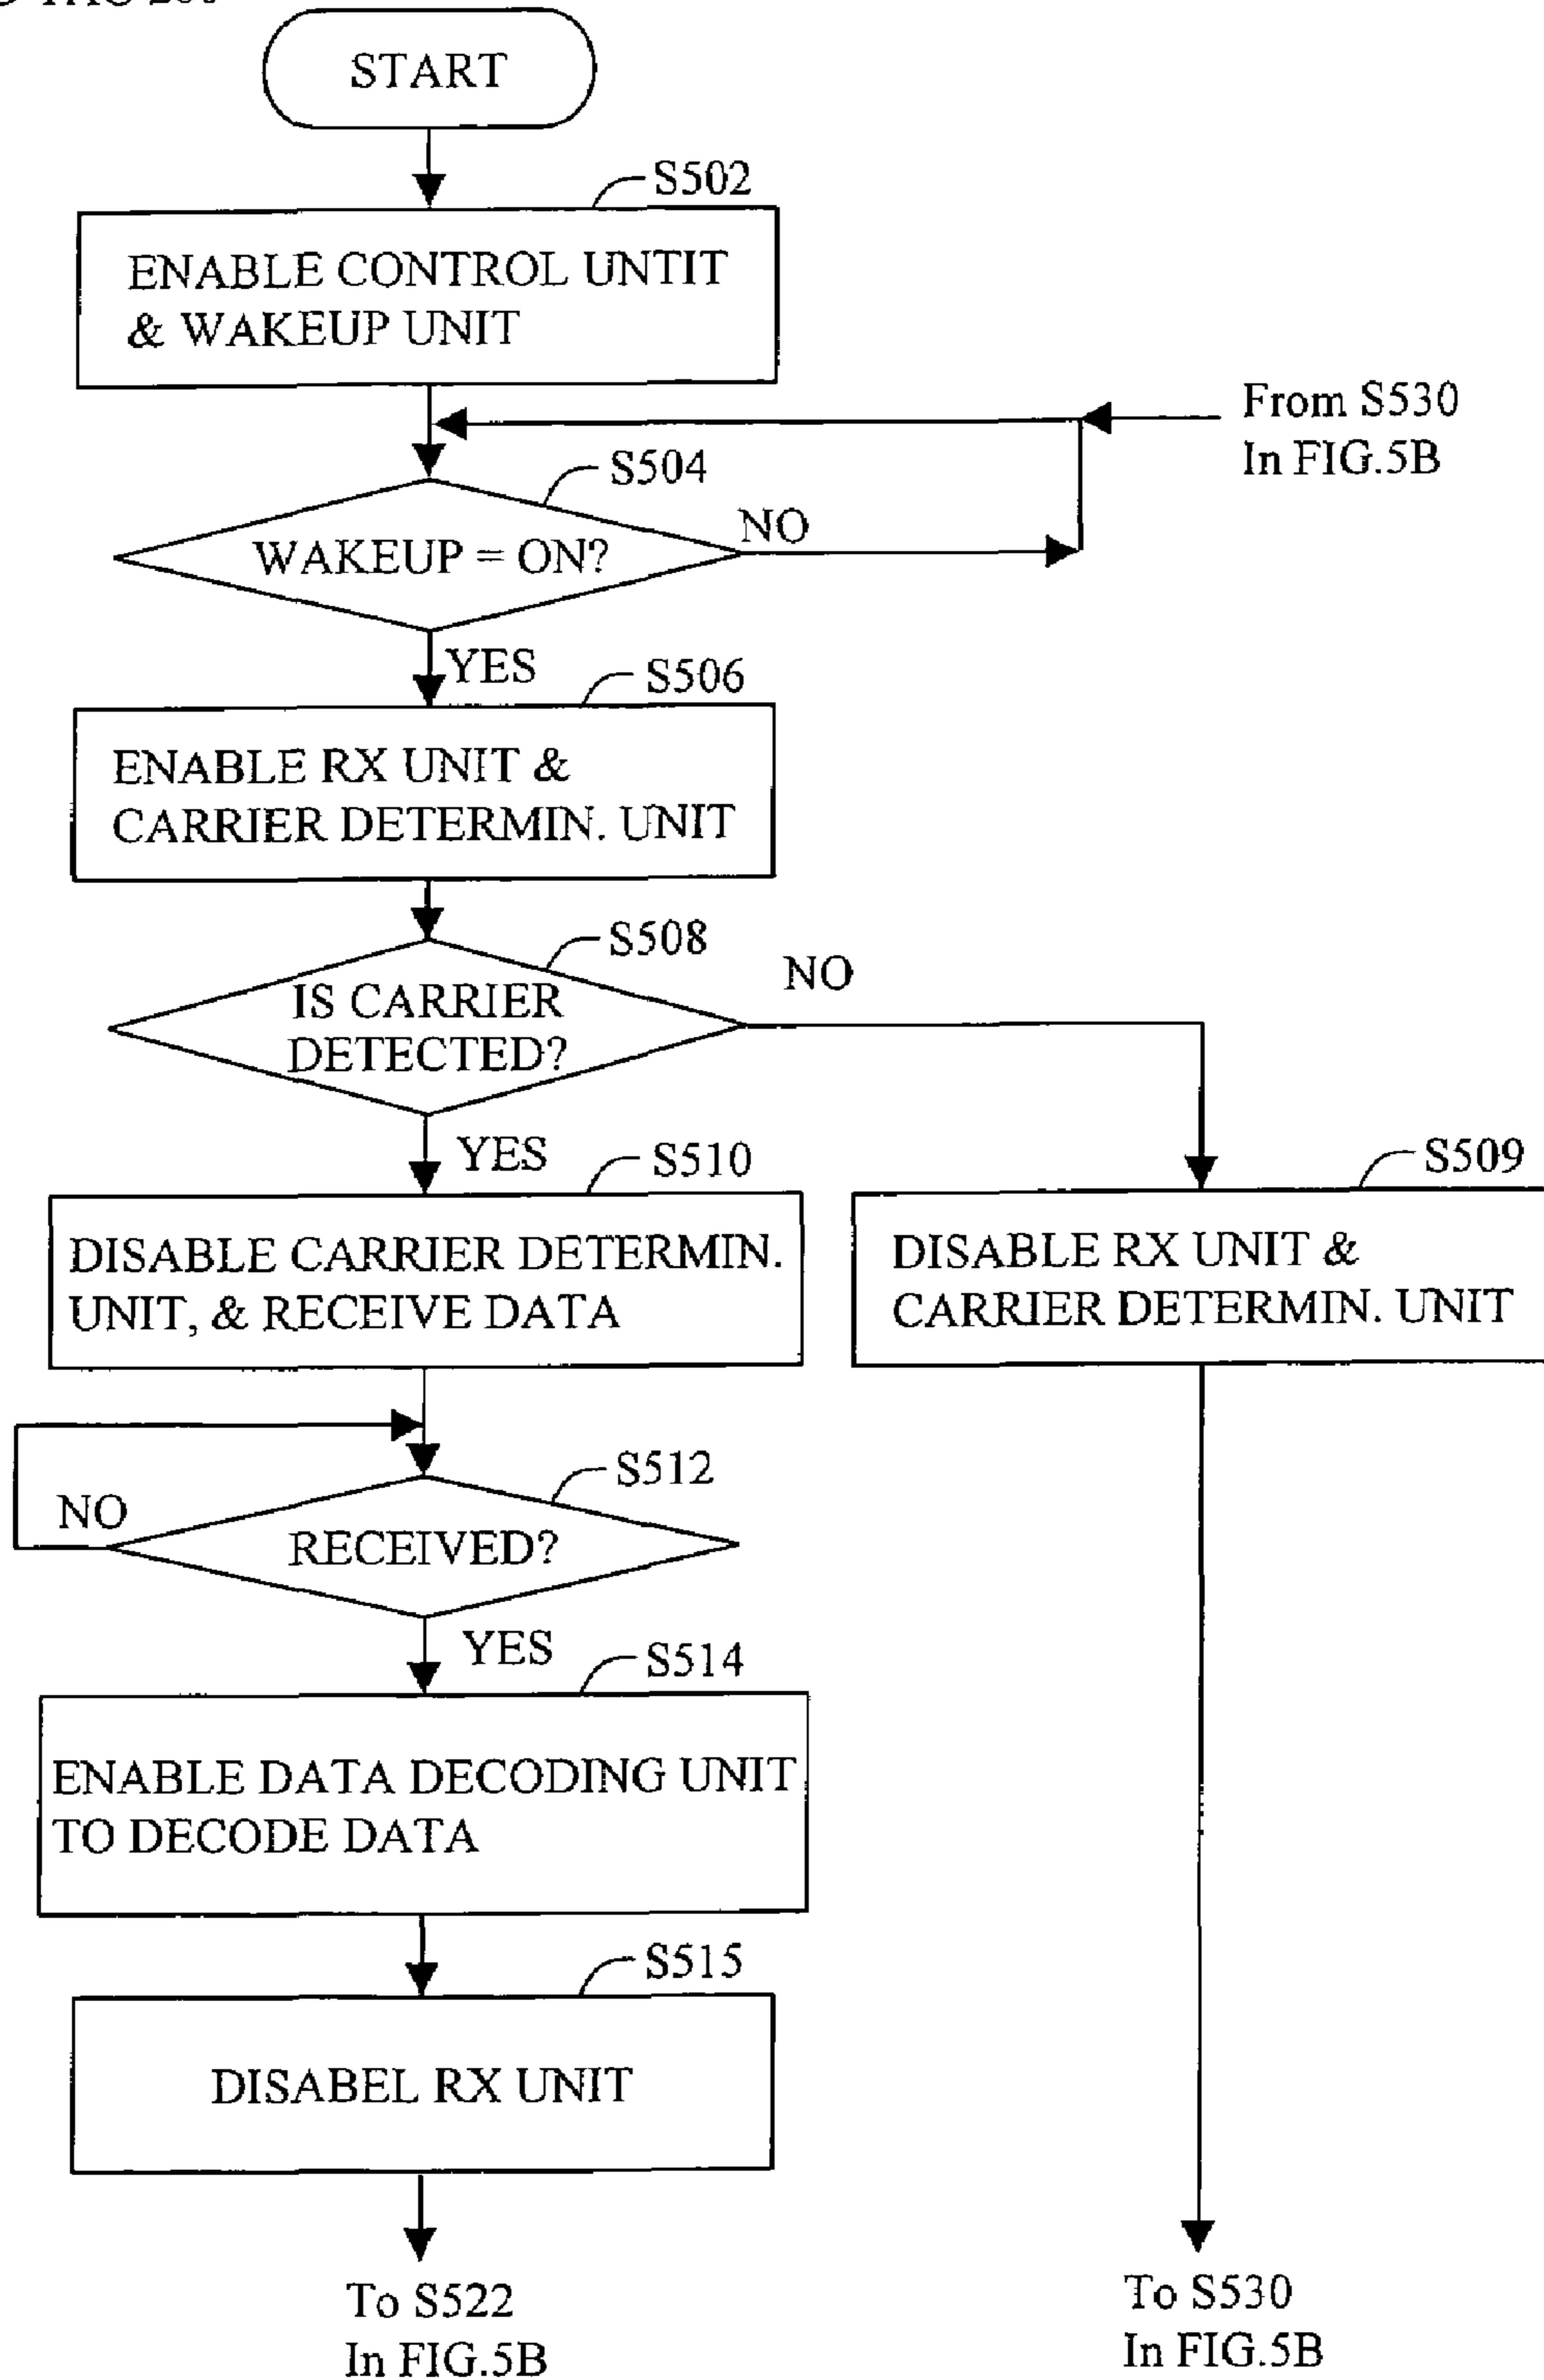 START
S502
ENABLE CONTROL UNTIT
& WAKEUP UNIT
From S530
In FIG.5B
S504
WAKEUP = ON?
NO
YES
S506
ENABLE RX UNIT &
CARRIER DETERMIN. UNIT
S508
IS CARRIER
DETECTED?
NO
YES
S510
DISABLE CARRIER DETERMIN.
UNIT, & RECEIVE DATA
S509
DISABLE RX UNIT &
CARRIER DETERMIN. UNIT
S512
RECEIVED?
NO
YES
S514
ENABLE DATA DECODING UNIT
TO DECODE DATA
S515
DISABEL RX UNIT
To S522
In FIG.5B
To S530
In FIG.5B